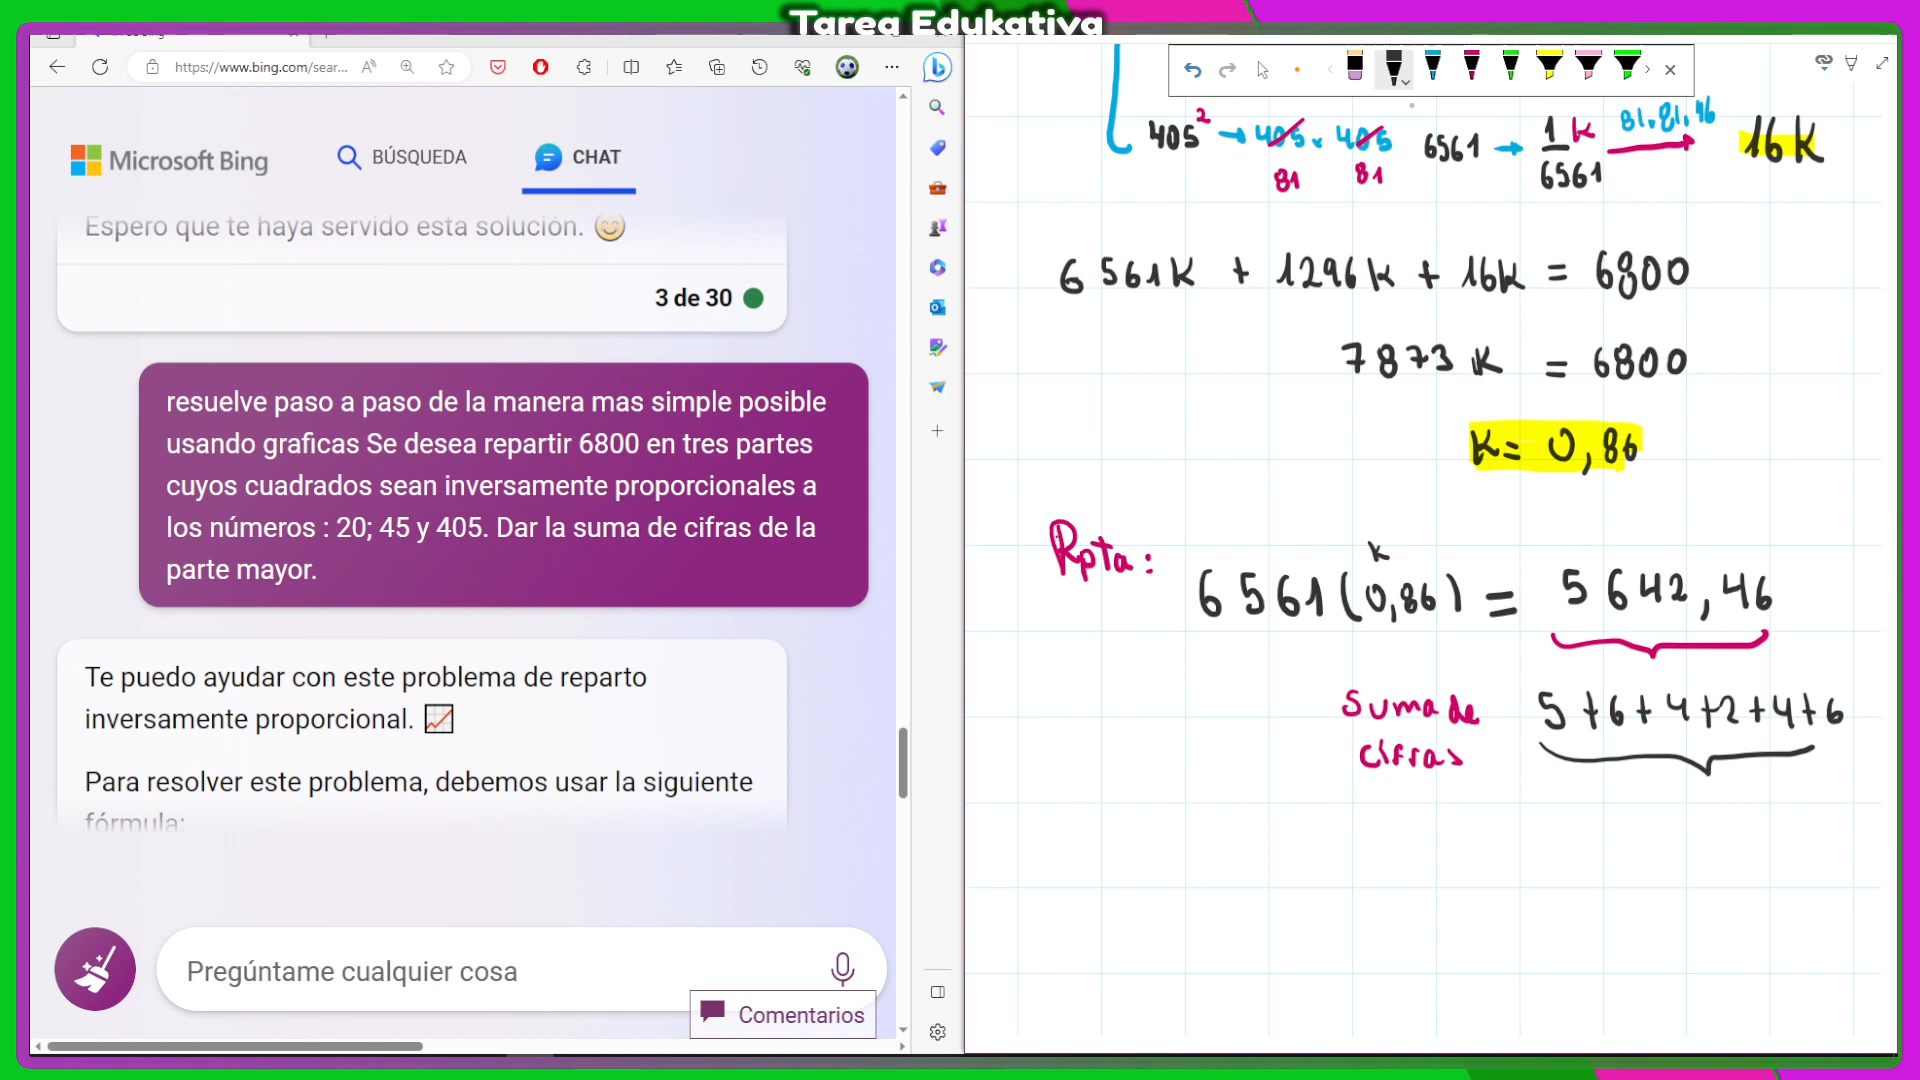 Tarea Edukativa
https://www.bing.com/sear...
Microsoft Bing
BÚSQUEDA
CHAT
Espero que te haya servido esta solución.
3 de 30
resuelve paso a paso de la manera mas simple posible
usando graficas Se desea repartir 6800 en tres partes
cuyos cuadrados sean inversamente proporcionales a
los números : 20; 45 y 405. Dar la suma de cifras de la
parte mayor.
Te puedo ayudar con este problema de reparto
inversamente proporcional.
Para resolver este problema, debemos usar la siguiente
fórmula:
Pregúntame cualquier cosa
Comentarios
405² → 405 . 405 6561 → 1 K 81.81.16 16K
81 81 6561
6561K + 1296K + 16K = 6800
7873K = 6800
K = 0,86
Rpta:
K
6561(0,86) = 5642,46
Suma de 5+6+4+2+4+6
cifras